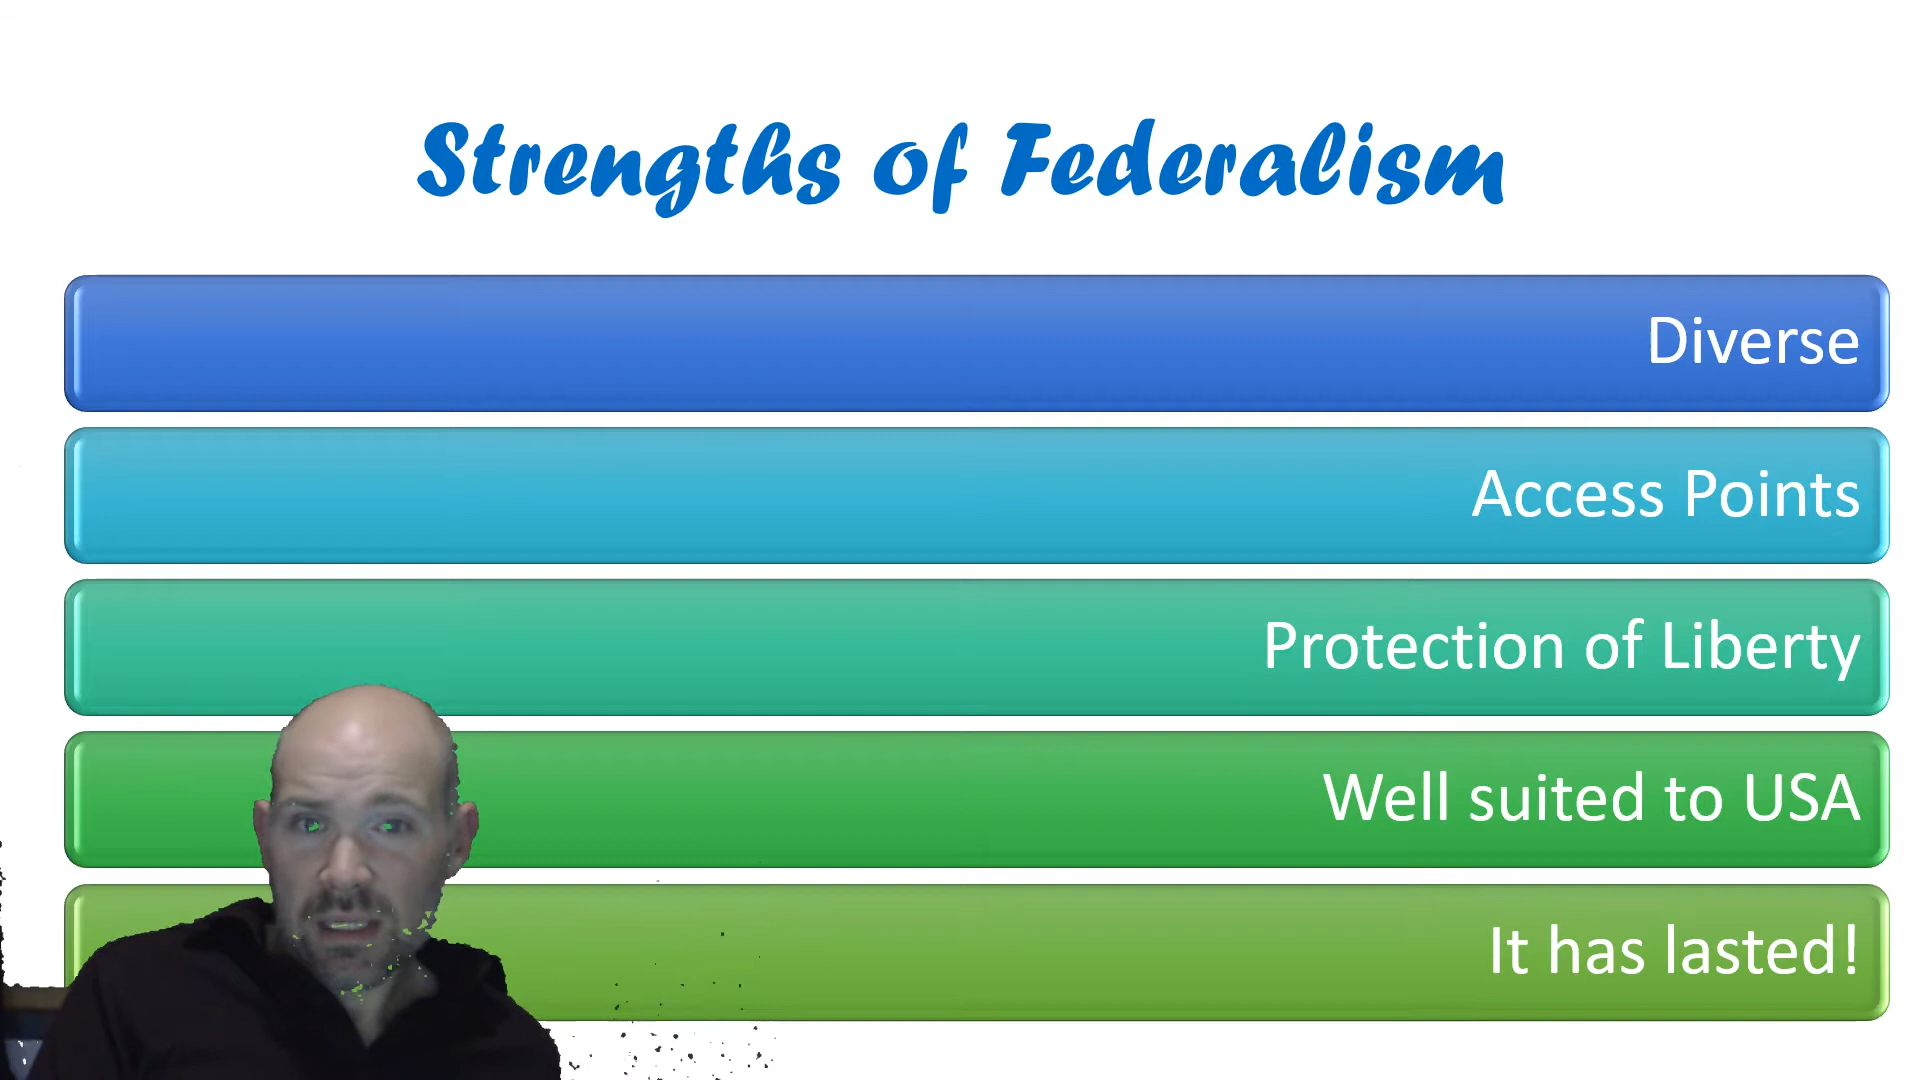 Strengths of Federalism
Diverse
Access Points
Protection of Liberty
Well suited to USA
It has lasted!